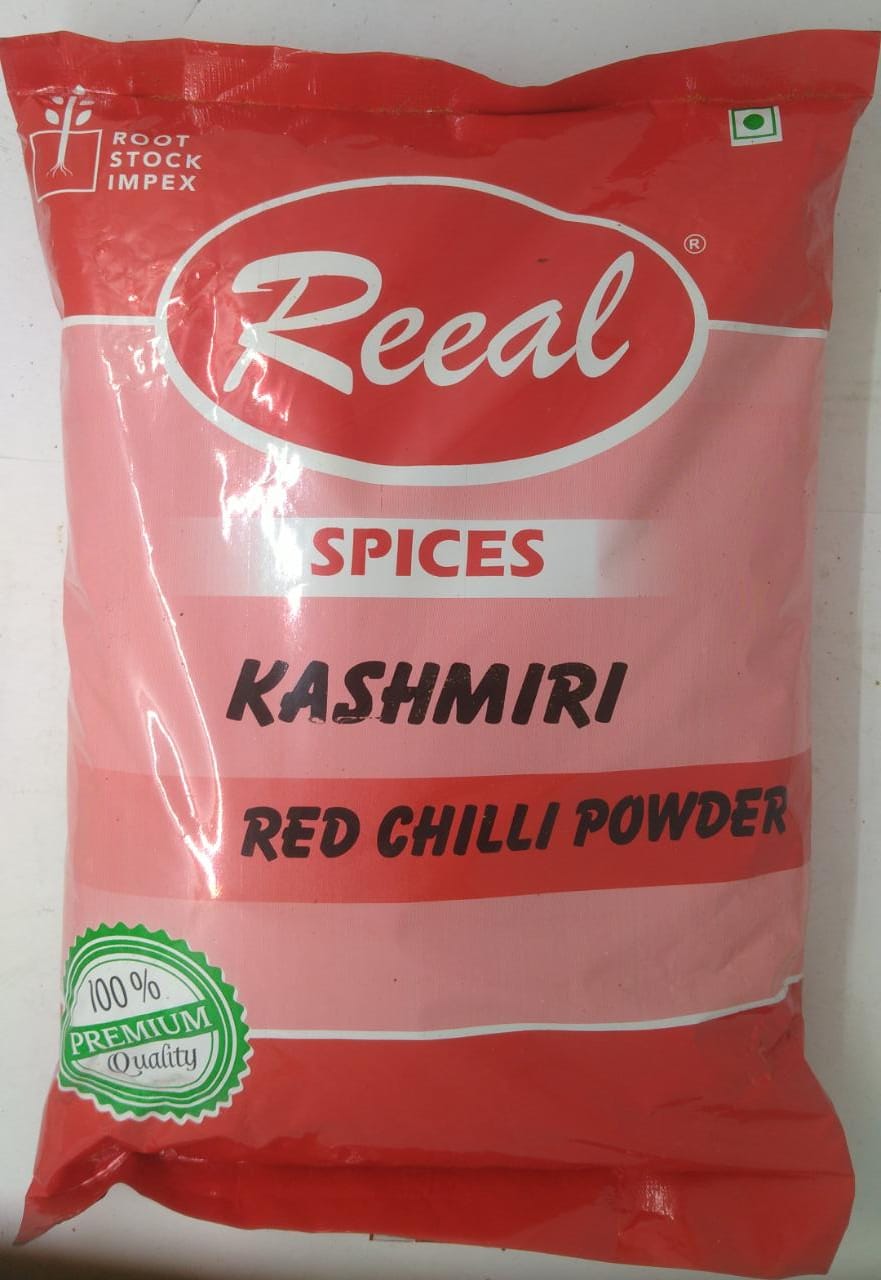 ROOT
STOCK
IMPEX
Reeal
®
SPICES
KASHMIRI
RED CHILLI POWDER
100%
PREMIUM
Quality